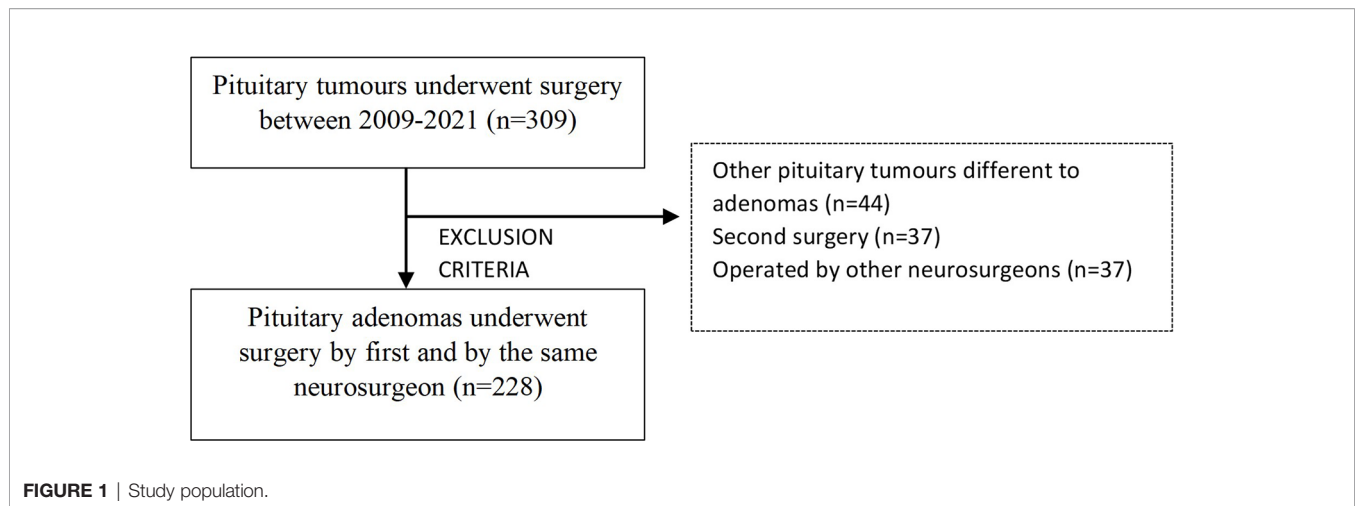 Pituitary tumours underwent surgery
between 2009-2021 (n=309)
Other pituitary tumours different to
adenomas (n=44)
Second surgery (n=37)
Operated by other neurosurgeons (n=37)
EXCLUSION
CRITERIA
Pituitary adenomas underwent
surgery by first and by the same
neurosurgeon (n=228)
FIGURE 1 | Study population.